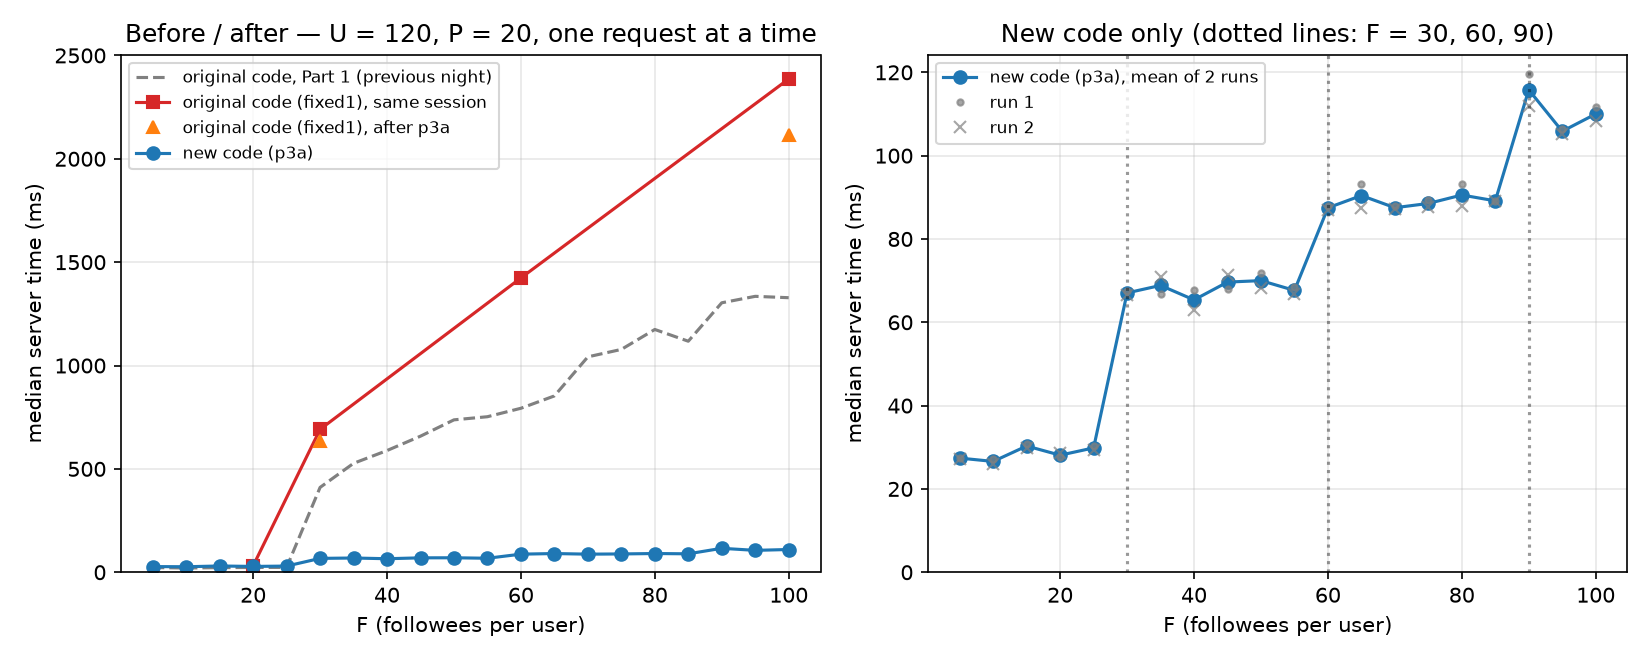 Before / after — U = 120, P = 20, one request at a time
2500
2000
1500
1000
500
0
median server time (ms)
original code, Part 1 (previous night)
original code (fixed1), same session
original code (fixed1), after p3a
new code (p3a)
20
40
60
80
100
F (followees per user)
New code only (dotted lines: F = 30, 60, 90)
120
100
80
60
40
20
0
median server time (ms)
new code (p3a), mean of 2 runs
run 1
run 2
20
40
60
80
100
F (followees per user)